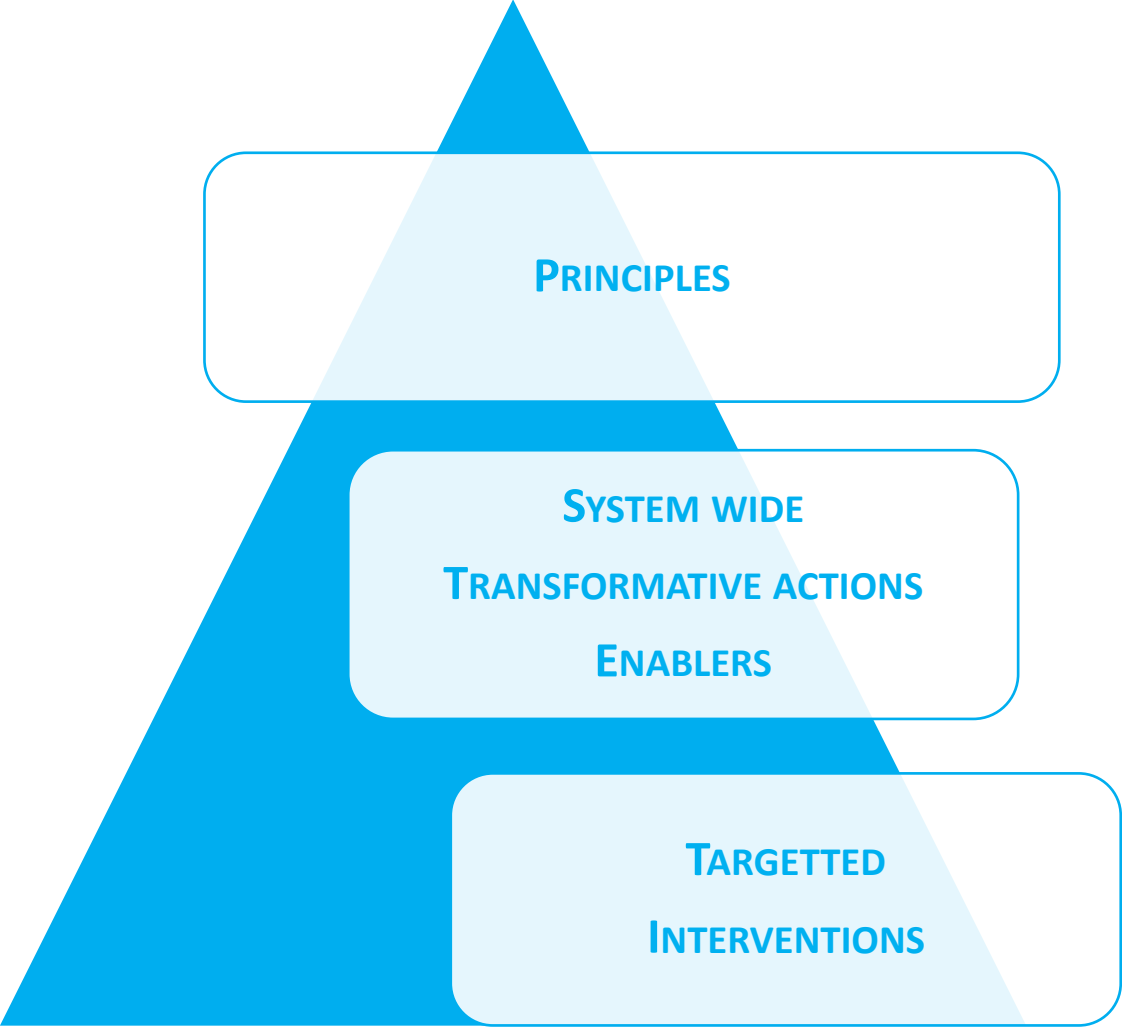 PRINCIPLES
SYSTEM WIDE
TRANSFORMATIVE ACTIONS
ENABLERS
TARGETTED
INTERVENTIONS